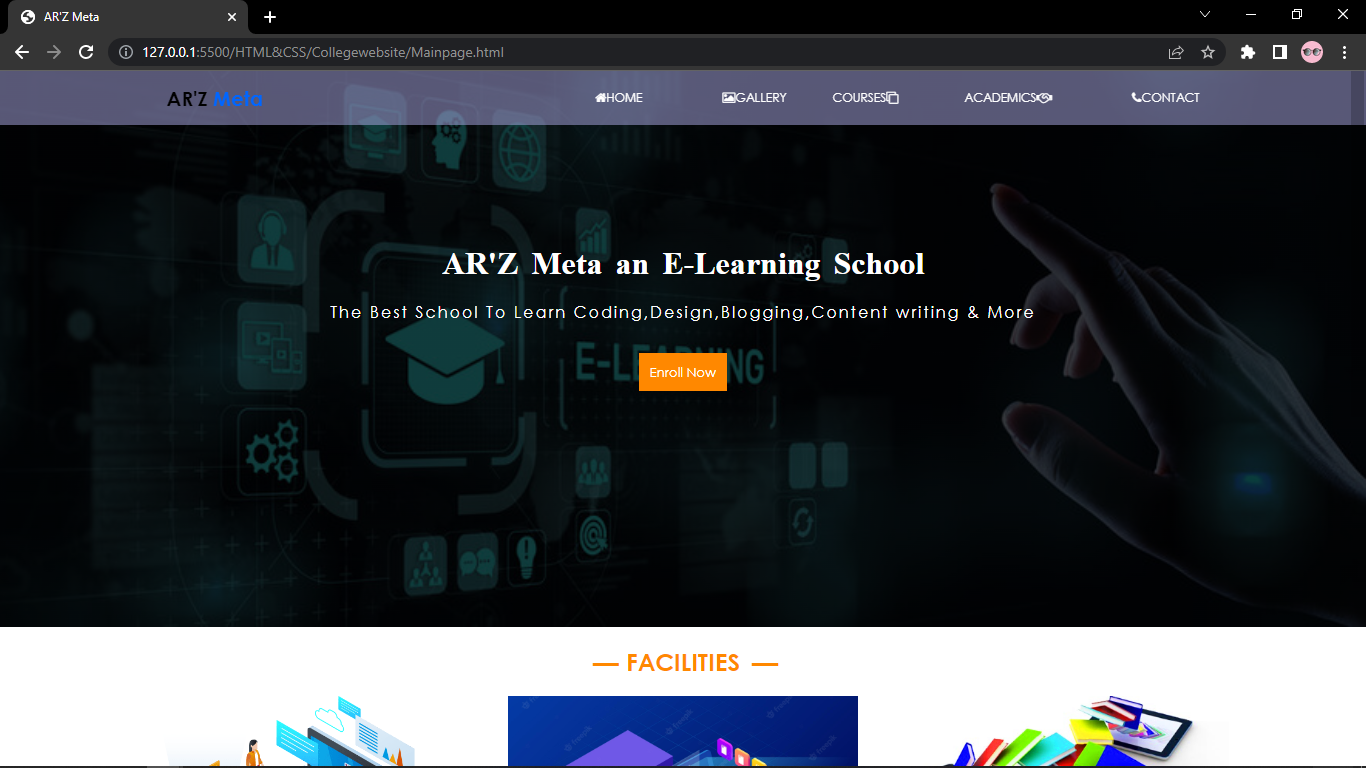 AR'Z Meta
127.0.0.1:5500/HTML&CSS/Collegewebsite/Mainpage.html
AR'Z Meta HOME GALLERY COURSES ACADEMICS CONTACT
AR'Z Meta an E-Learning School
The Best School To Learn Coding,Design,Blogging,Content writing & More
E-LEARNING
Enroll Now
FACILITIES